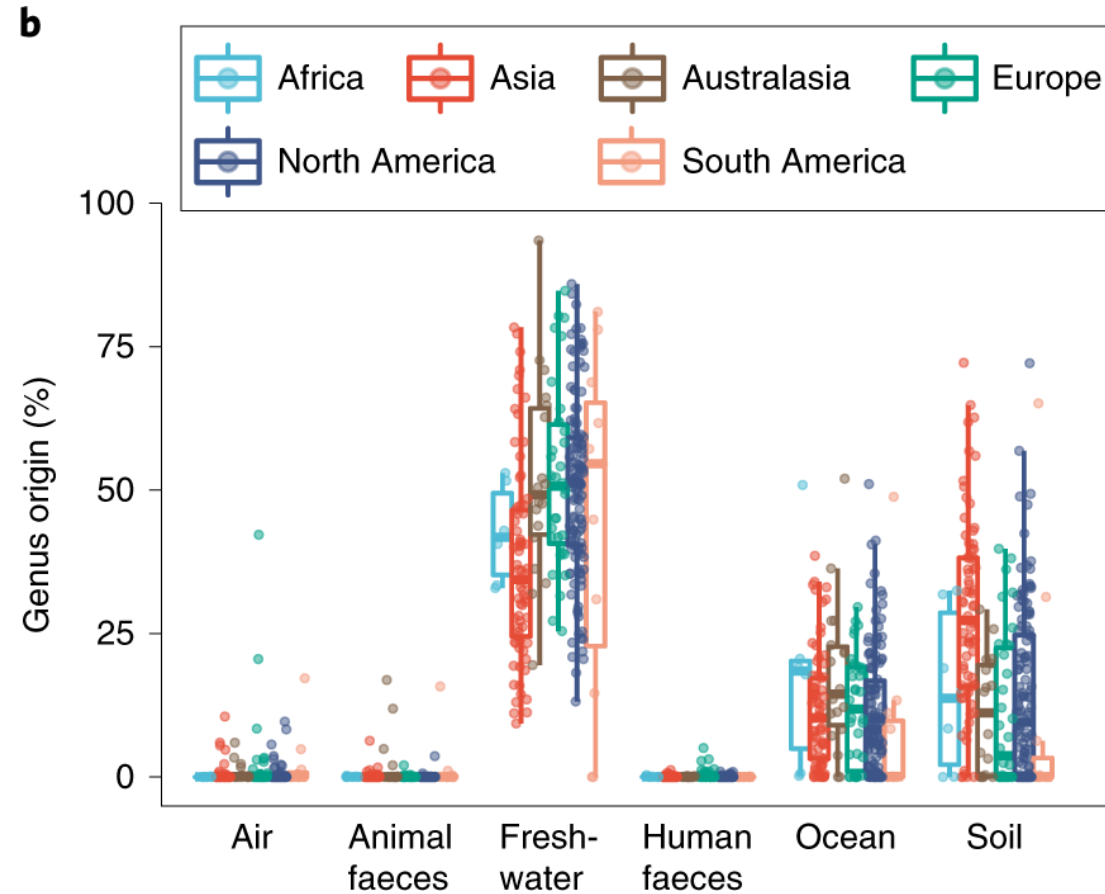 b
Africa Asia Australasia Europe
North America South America
100
75
50
25
0
Genus origin (%)
Air Animal Fresh- Human Ocean Soil
faeces water faeces